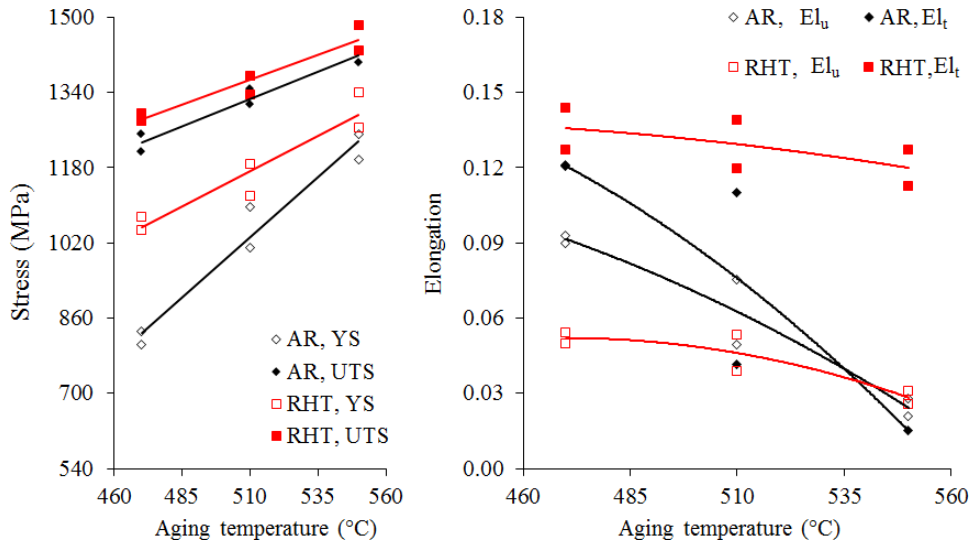 1500
1340
1180
1020
860
700
540
460 485 510 535 560
Stress (MPa)
Aging temperature (°C)
AR, YS
AR, UTS
RHT, YS
RHT, UTS
0.18
0.15
0.12
0.09
0.06
0.03
0.00
460 485 510 535 560
Elongation
Aging temperature (°C)
AR, Elu AR, Elt
RHT, Elu RHT, Elt